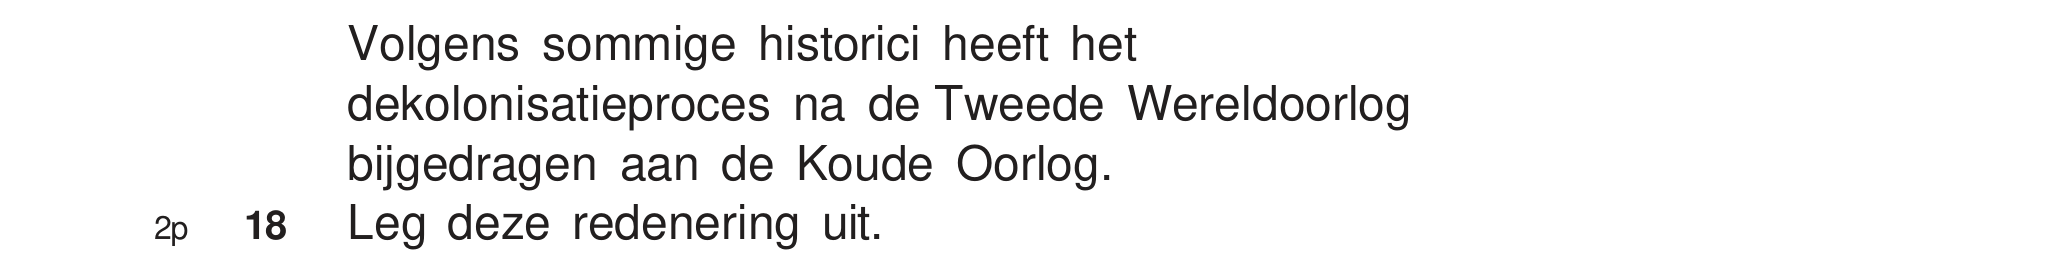 Volgens sommige historici heeft het
dekolonisatieproces na de Tweede Wereldoorlog
bijgedragen aan de Koude Oorlog.
2p 18 Leg deze redenering uit.